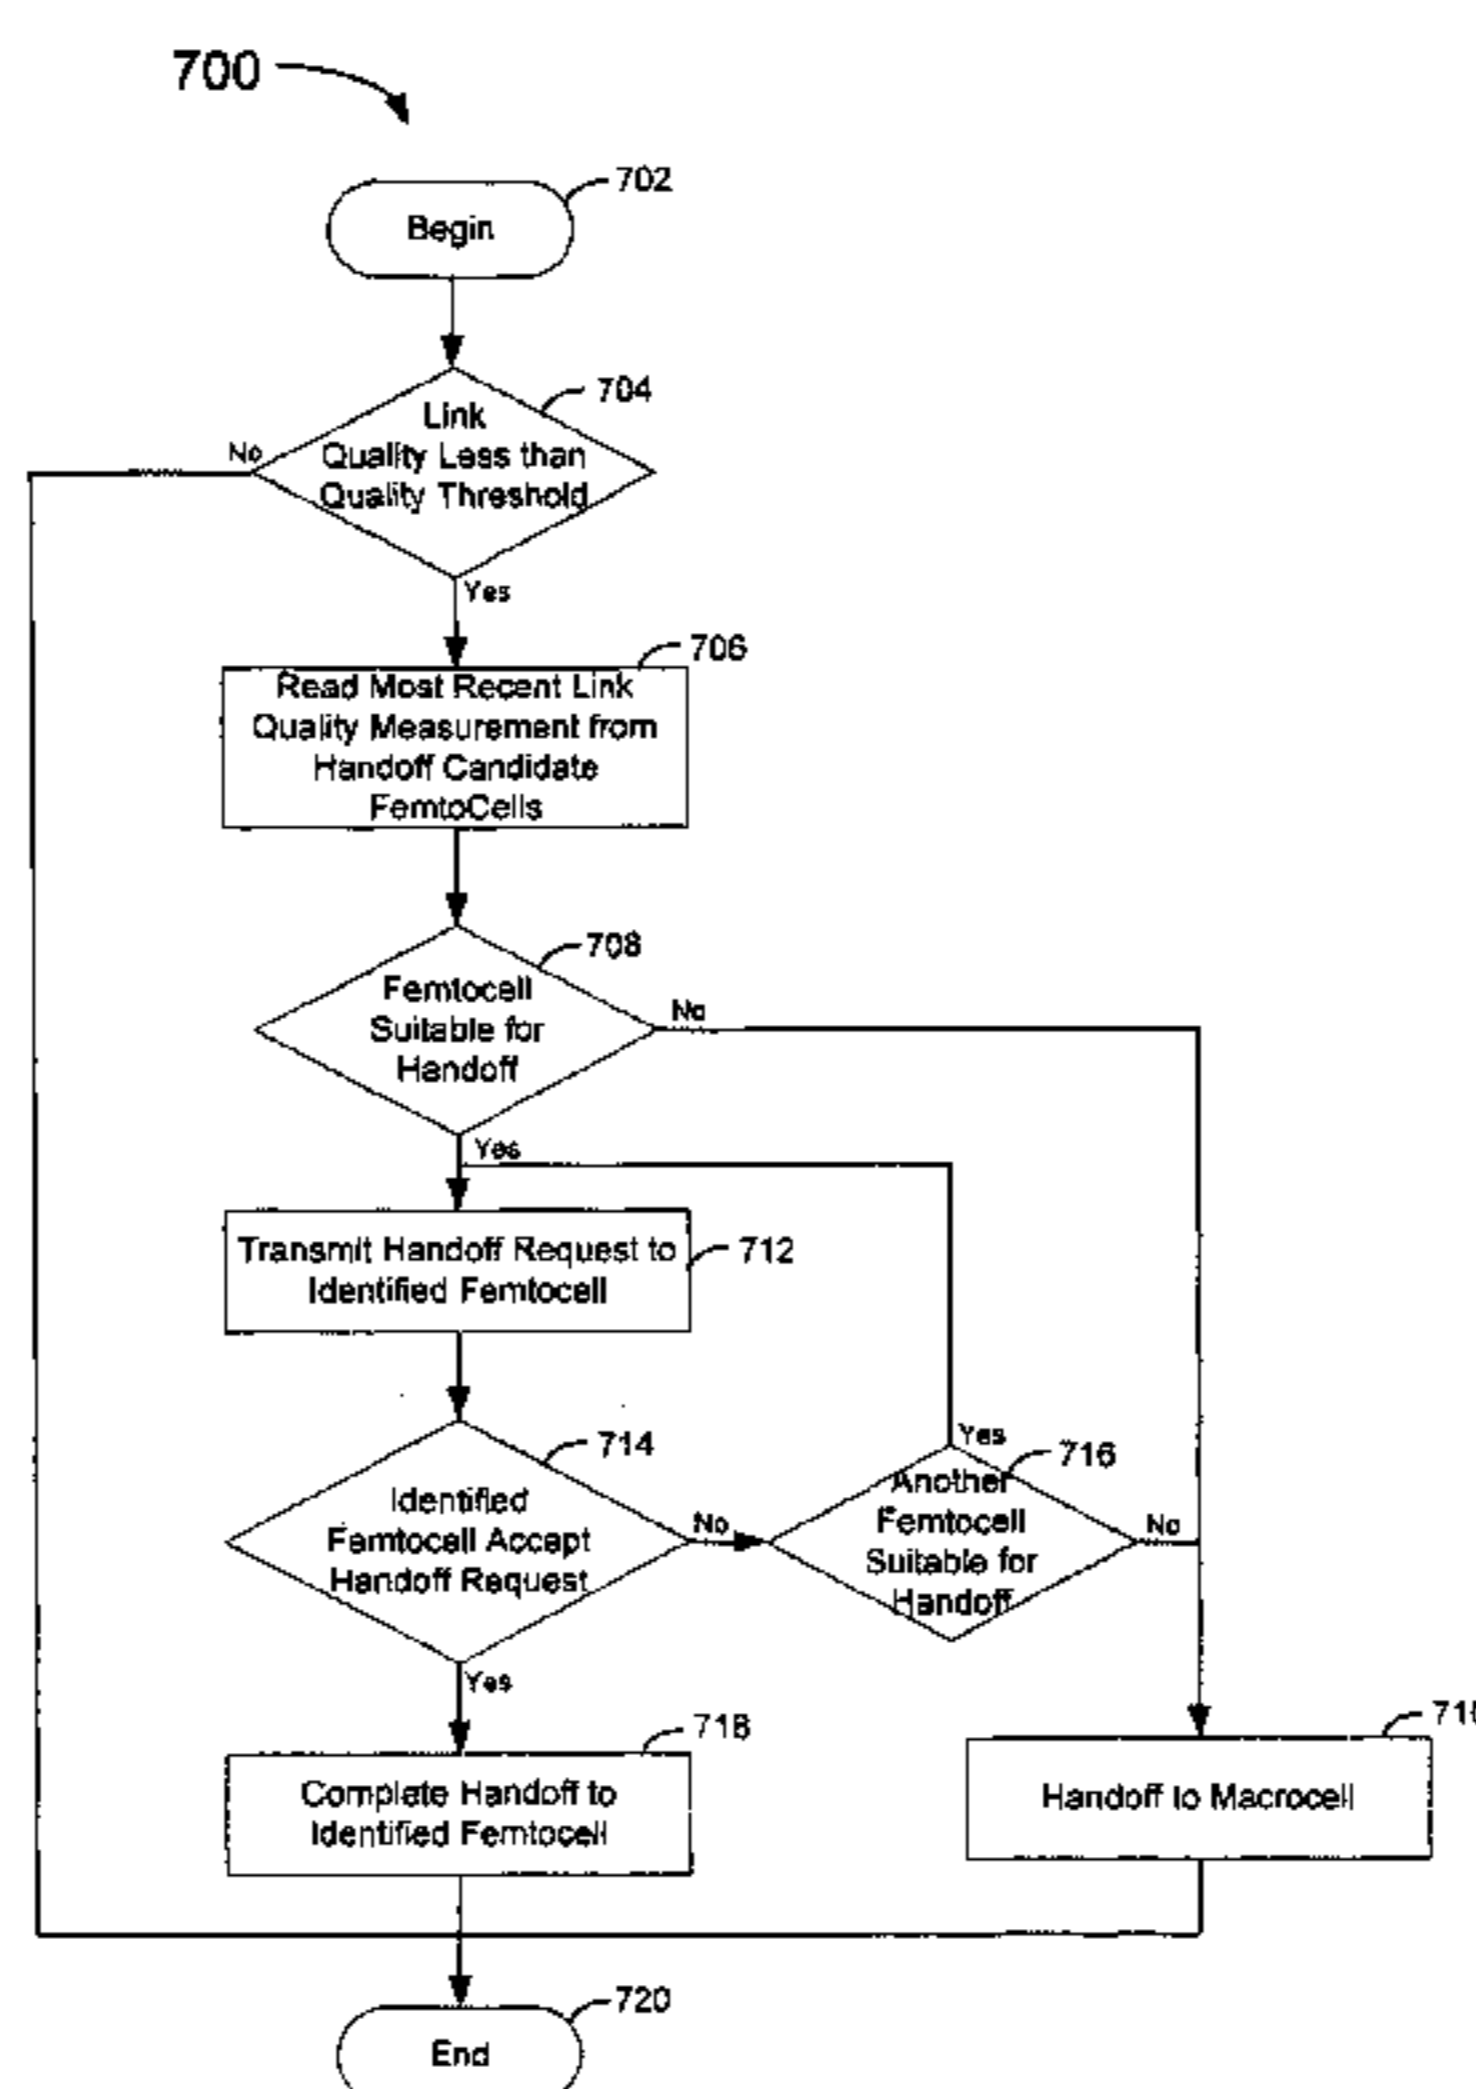 700
702
Begin
704
Link
Quality Less than
Quality Threshold
No
Yes
706
Read Most Recent Link
Quality Measurement from
Handoff Candidate
FemtoCells
708
Femtocell
Suitable for
Handoff
No
Yes
Transmit Handoff Request to
Identified Femtocell
712
714
Identified
Femtocell Accept
Handoff Request
No
Yes
716
Another
Femtocell
Suitable for
Handoff
No
Yes
718
Complete Handoff to
Identified Femtocell
Handoff to Macrocell
720
End